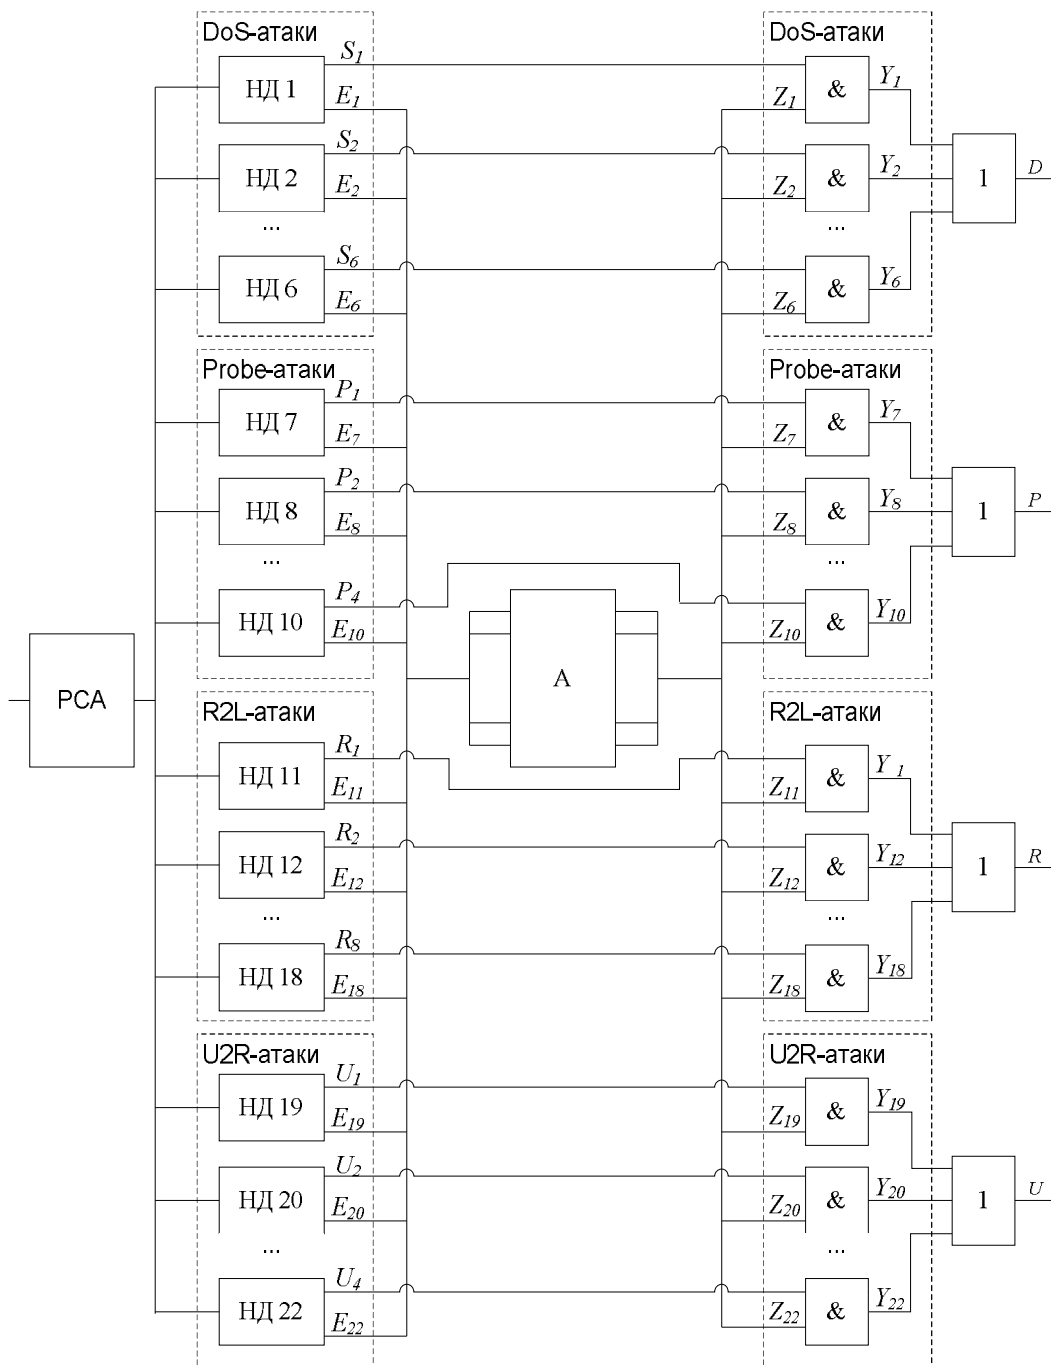 DoS-атаки
DoS-атаки
S1
НД 1
E1
Z1
&
Y1
S2
НД 2
E2
Z2
&
Y2
1
D
...
...
S6
НД 6
E6
Z6
&
Y6
Probe-атаки
Probe-атаки
P1
НД 7
E7
Z7
&
Y7
P2
НД 8
E8
Z8
&
Y8
1
P
...
...
P4
НД 10
E10
Z10
&
Y10
РСА
A
R2L-атаки
R2L-атаки
R1
НД 11
E11
Z11
&
Y 1
R2
НД 12
E12
Z12
&
Y12
1
R
...
...
R8
НД 18
E18
Z18
&
Y18
U2R-атаки
U2R-атаки
U1
НД 19
E19
Z19
&
Y19
U2
НД 20
E20
Z20
&
Y20
1
U
...
...
U4
НД 22
E22
Z22
&
Y22